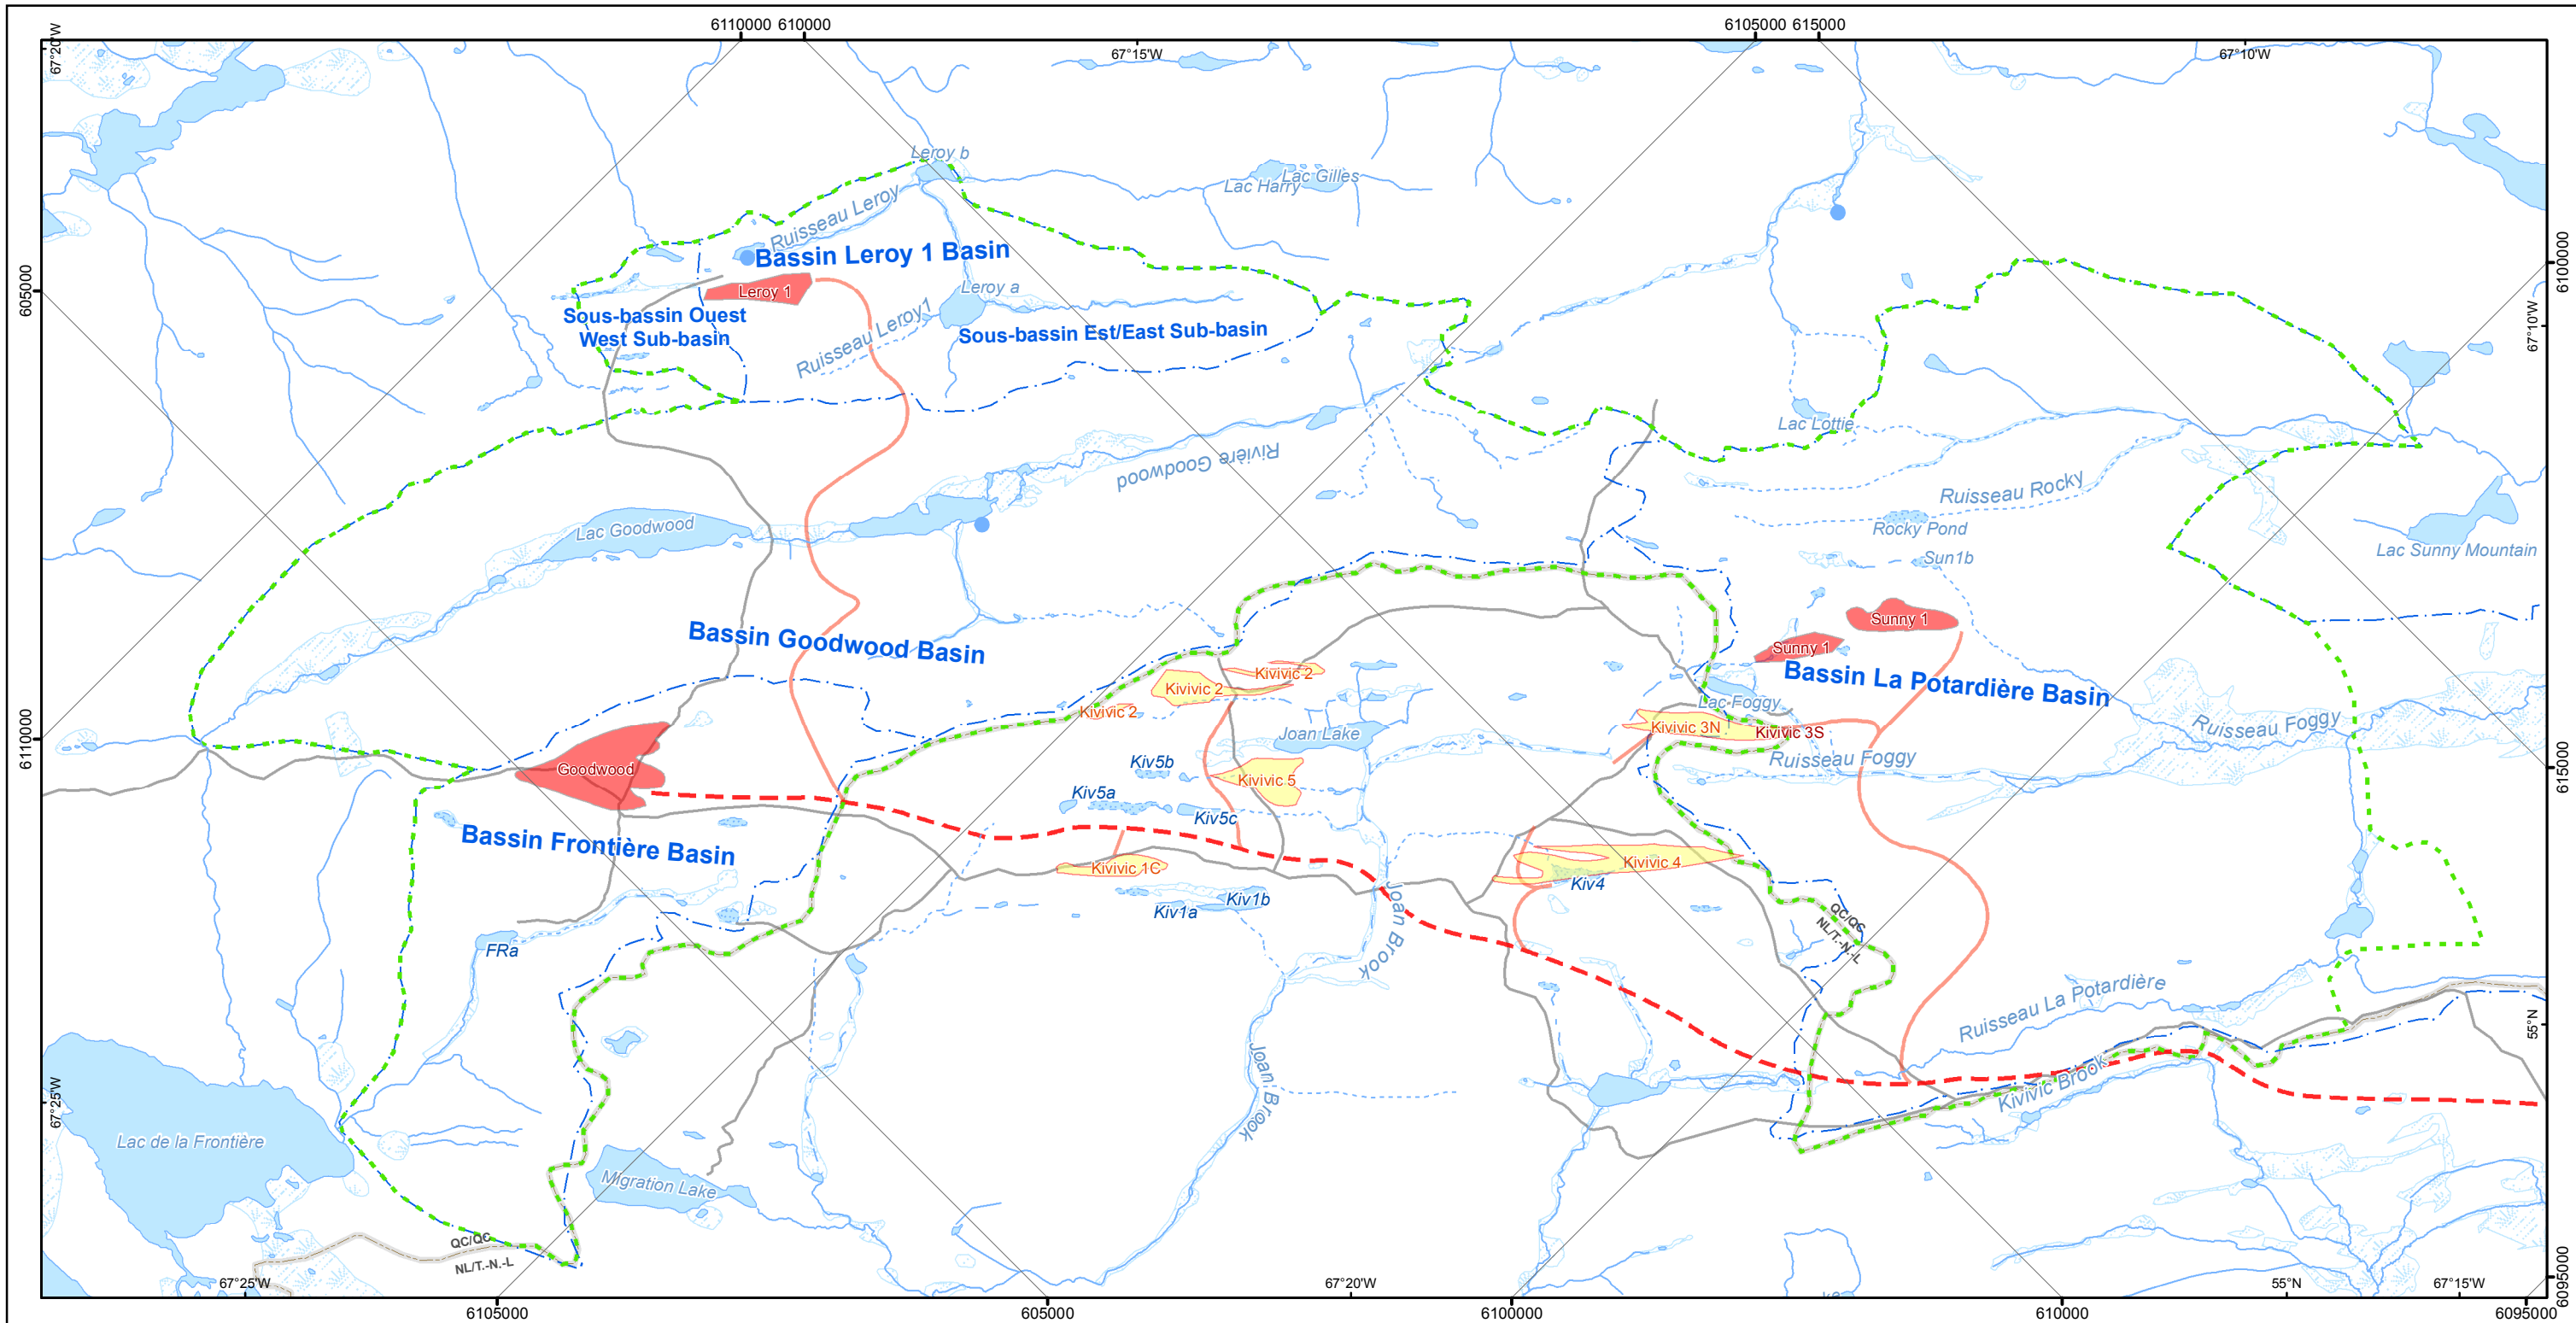 6110000 610000
6105000 615000
67°20'W
67°15'W
67°10'W
Leroy b
Lac Harry
Lac Gilles
Ruisseau Leroy
Bassin Leroy 1 Basin
605000
6100000
Leroy 1
Leroy a
Sous-bassin Ouest
West Sub-basin
Ruisseau Leroy1
Sous-bassin Est/East Sub-basin
67°10'W
Lac Lottie
Rivière Goodwood
Ruisseau Rocky
Lac Goodwood
Rocky Pond
Sun1b
Lac Sunny Mountain
Bassin Goodwood Basin
Sunny 1
Sunny 1
Kivivic 2
Kivivic 2
Kivivic 2
Bassin La Potardière Basin
Lac Foggy
6110000
Joan Lake
Kivivic 3N
Kivivic 3S
Ruisseau Foggy
Ruisseau Foggy
615000
Goodwood
Kiv5b
Kivivic 5
Kiv5a
Kiv5c
Bassin Frontière Basin
Kivivic 1C
Kivivic 4
Kiv4
Kiv1a
Kiv1b
Joan Brook
QC/QC
NL/T.-N.-L
FRa
Ruisseau La Potardière
55°N
Joan Brook
Kivivic Brook
67°25'W
Lac de la Frontière
Migration Lake
QC/QC
NL/T.-N.-L
67°25'W
67°20'W
55°N
67°15'W
6095000
6105000
605000
6100000
610000
6095000